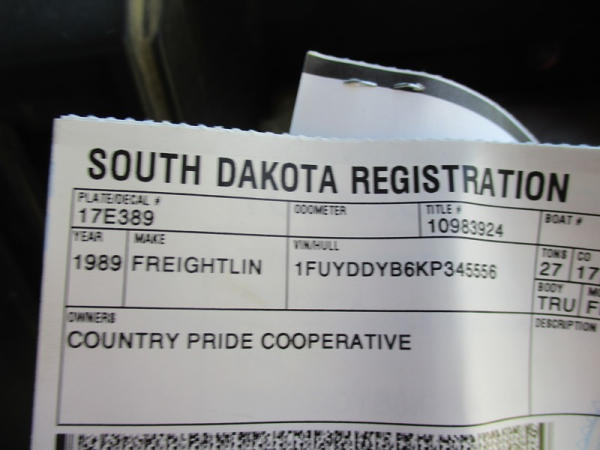 SOUTH DAKOTA REGISTRATION
PLATE/DECAL # ODOMETER TITLE # BOAT #
17E389 10983924
YEAR MAKE VIN/HULL TONS CO
1989 FREIGHTLIN 1FUYDDYB6KP345556 27 17
BODY
TRU
OWNERS DESCRIPTION
COUNTRY PRIDE COOPERATIVE